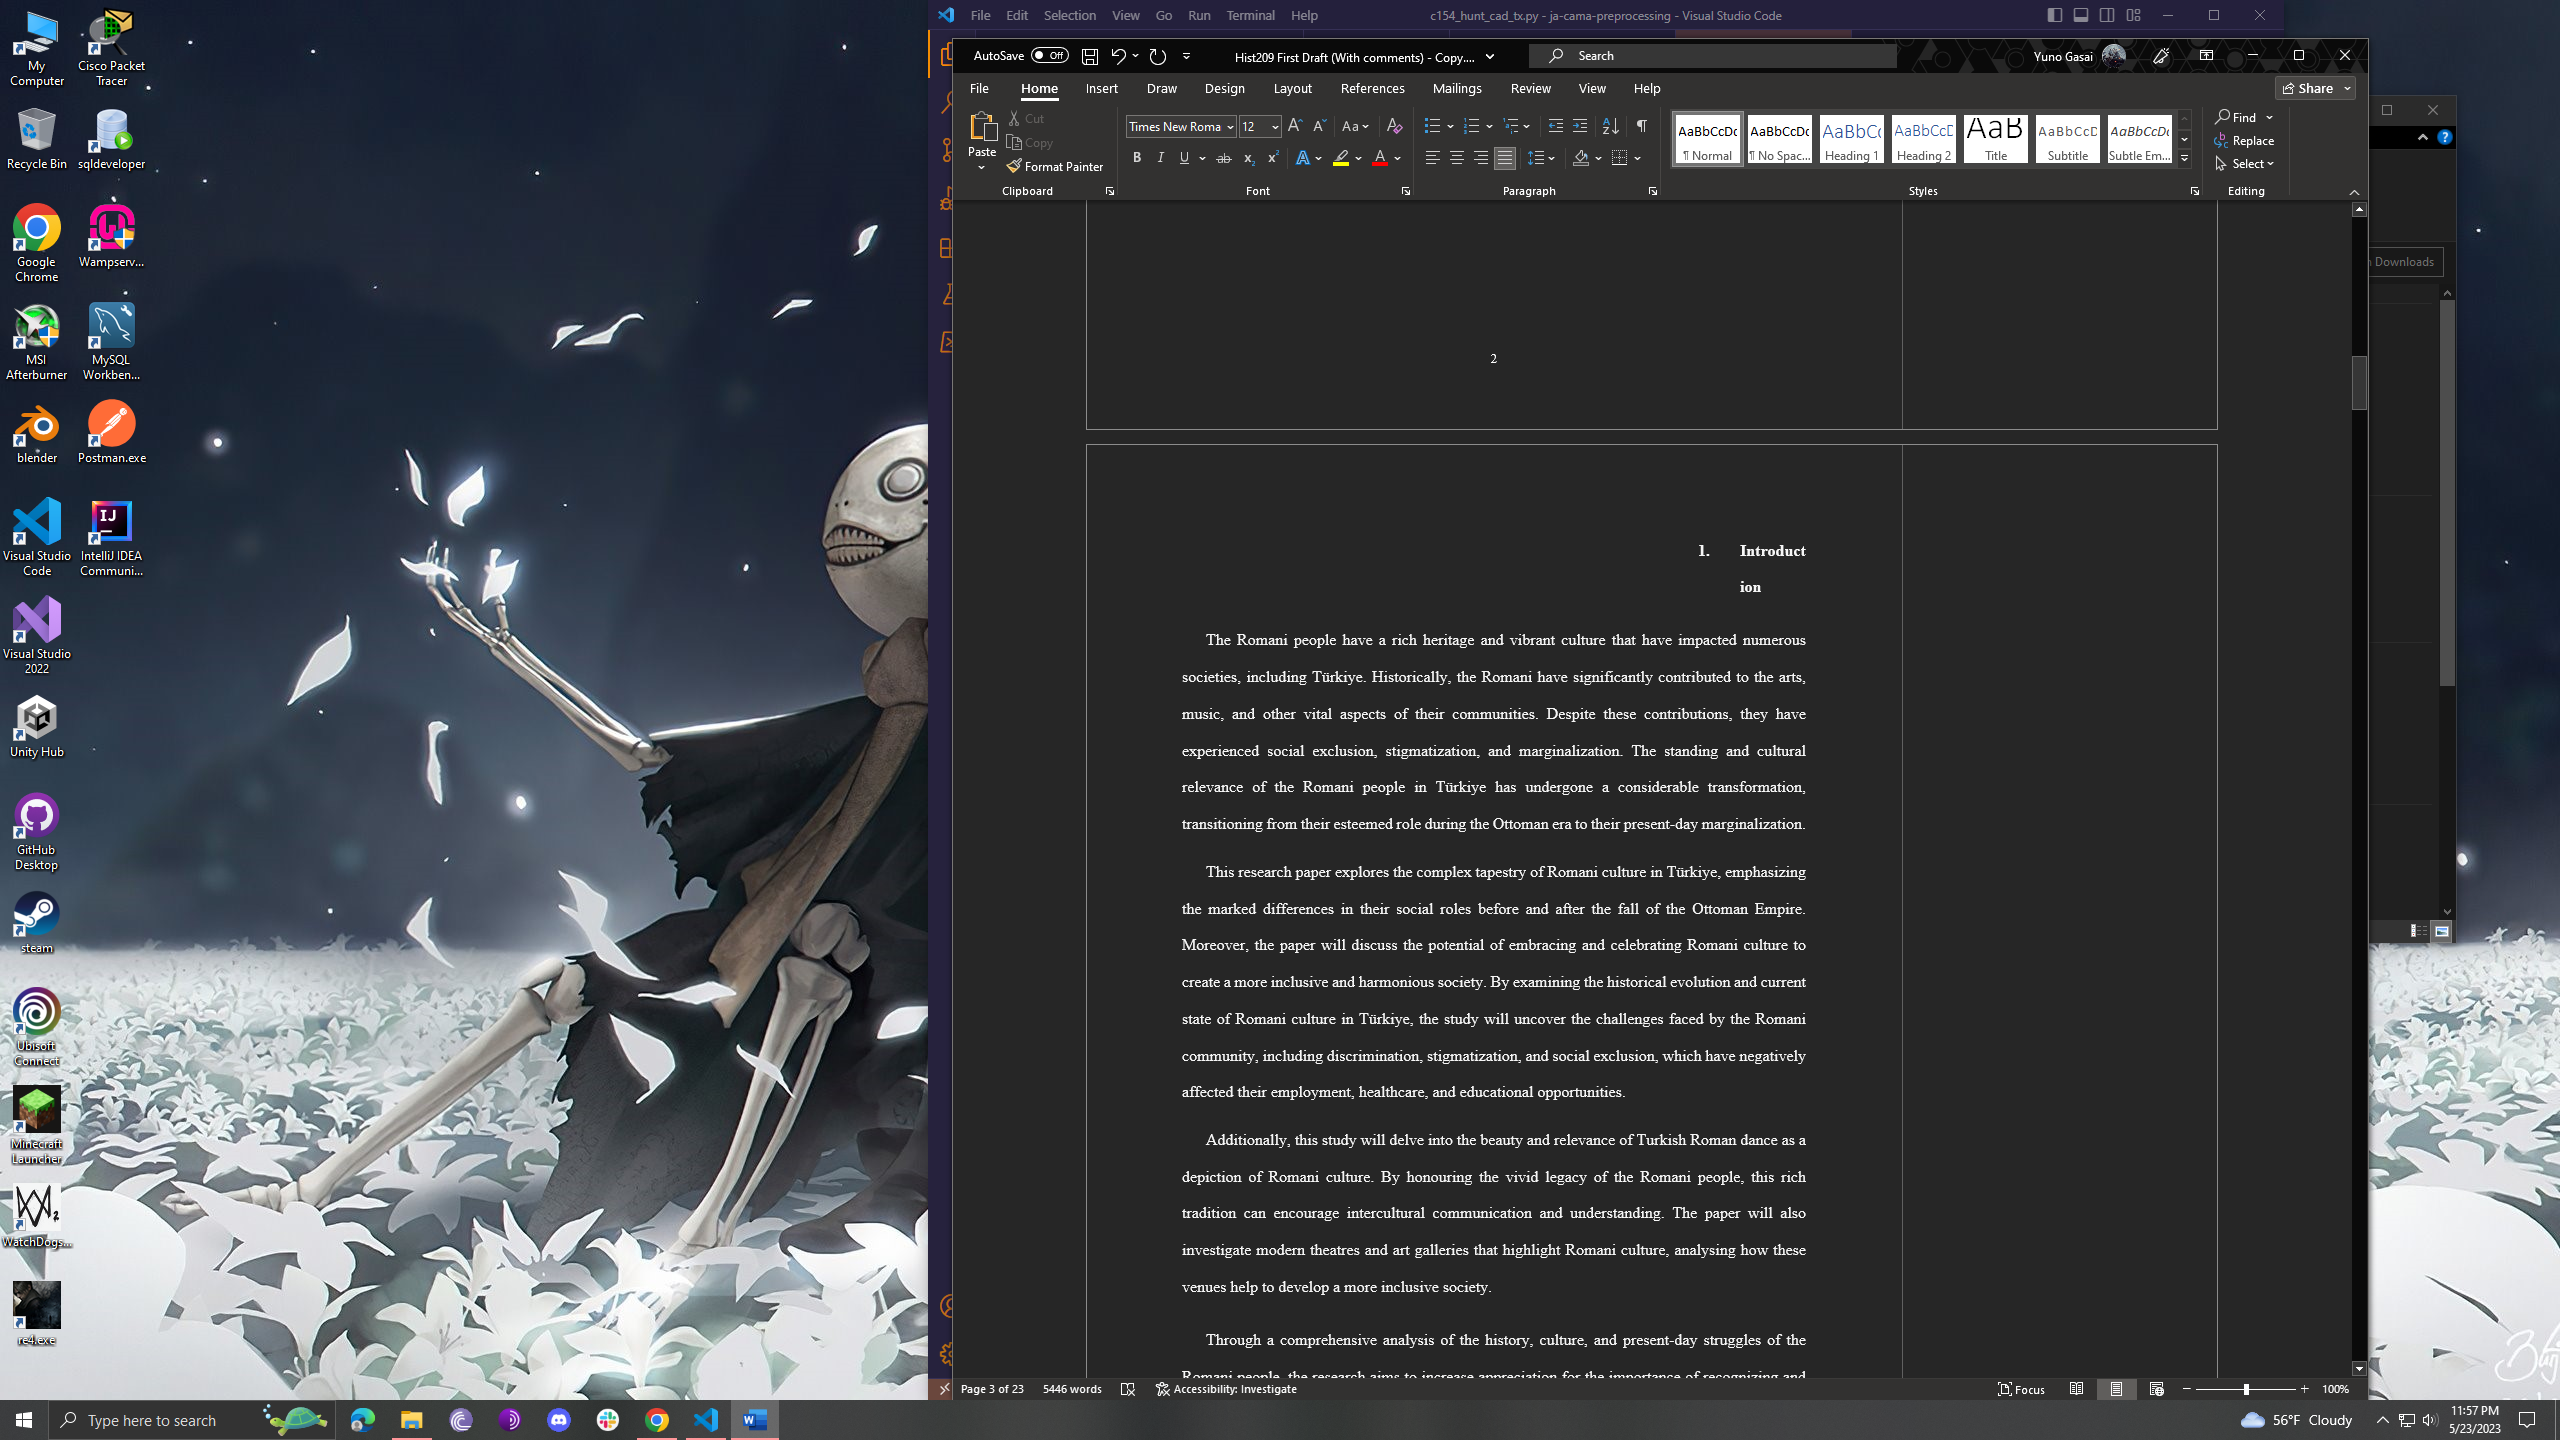 My Computer
Cisco Packet Tracer
Recycle Bin
sqldeveloper
Google Chrome
Wampserv...
MSI Afterburner
MySQL Workben...
blender
Postman.exe
Visual Studio Code
IntelliJ IDEA Communi...
Visual Studio 2022
Unity Hub
GitHub Desktop
steam
Ubisoft Connect
Minecraft Launcher
WatchDogs...
re4.exe
File Edit Selection View Go Run Terminal Help
c154_hunt_cad_tx.py - ja-cama-preprocessing - Visual Studio Code
AutoSave Off
Hist209 First Draft (With comments) - Copy....
Search
Yuno Gasai
File Home Insert Draw Design Layout References Mailings Review View Help
Share
Paste
Cut
Copy
Format Painter
Clipboard
Times New Roma 12
Font
Paragraph
AaBbCcDc ¶ Normal
AaBbCcDc ¶ No Spac...
AaBbCc Heading 1
AaBbCcD Heading 2
AaB Title
AaBbCcD Subtitle
AaBbCcDc Subtle Em...
Styles
Find
Replace
Select
Editing
Downloads
2
1. Introduct
ion
The Romani people have a rich heritage and vibrant culture that have impacted numerous
societies, including Türkiye. Historically, the Romani have significantly contributed to the arts,
music, and other vital aspects of their communities. Despite these contributions, they have
experienced social exclusion, stigmatization, and marginalization. The standing and cultural
relevance of the Romani people in Türkiye has undergone a considerable transformation,
transitioning from their esteemed role during the Ottoman era to their present-day marginalization.
This research paper explores the complex tapestry of Romani culture in Türkiye, emphasizing
the marked differences in their social roles before and after the fall of the Ottoman Empire.
Moreover, the paper will discuss the potential of embracing and celebrating Romani culture to
create a more inclusive and harmonious society. By examining the historical evolution and current
state of Romani culture in Türkiye, the study will uncover the challenges faced by the Romani
community, including discrimination, stigmatization, and social exclusion, which have negatively
affected their employment, healthcare, and educational opportunities.
Additionally, this study will delve into the beauty and relevance of Turkish Roman dance as a
depiction of Romani culture. By honouring the vivid legacy of the Romani people, this rich
tradition can encourage intercultural communication and understanding. The paper will also
investigate modern theatres and art galleries that highlight Romani culture, analysing how these
venues help to develop a more inclusive society.
Through a comprehensive analysis of the history, culture, and present-day struggles of the
Romani people, the research aims to increase appreciation for the importance of recognizing and
Page 3 of 23
5446 words
Accessibility: Investigate
Focus
100%
Type here to search
56°F Cloudy
11:57 PM
5/23/2023